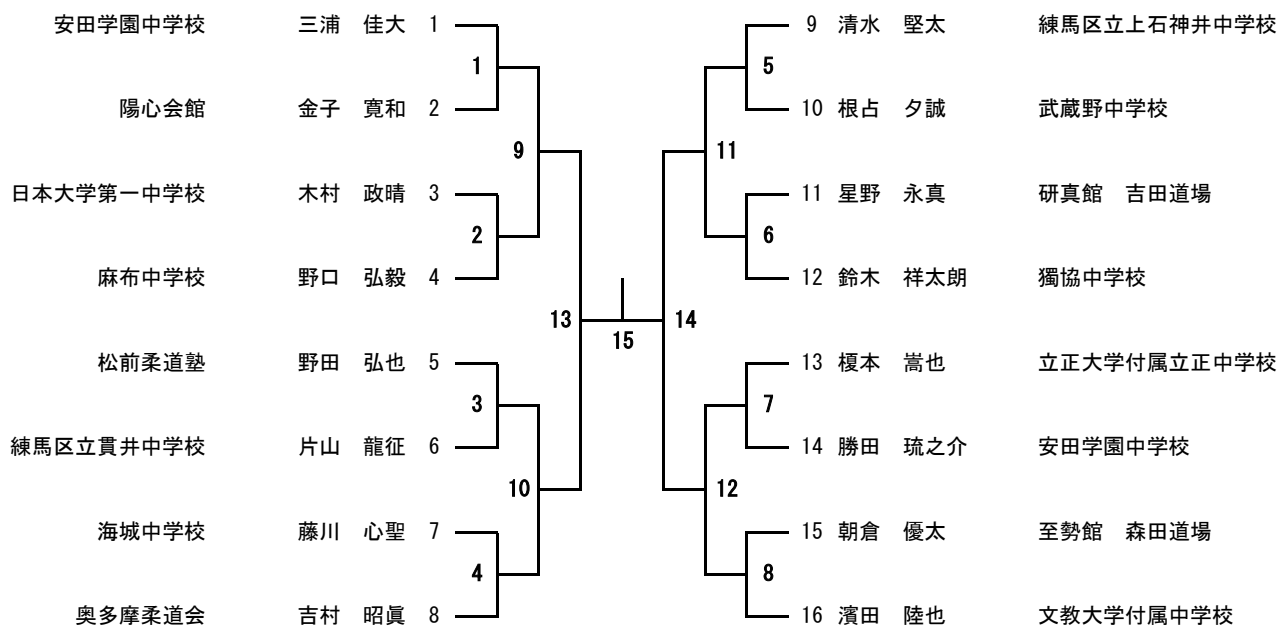 安田学園中学校 三浦 佳大 1 9 清水 堅太 練馬区立上石神井中学校
1 5
陽心会館 金子 寛和 2 10 根占 夕誠 武蔵野中学校
9 11
日本大学第一中学校 木村 政晴 3 11 星野 永真 研真館 吉田道場
2 6
麻布中学校 野口 弘毅 4 12 鈴木 祥太朗 獨協中学校
13 14
15
松前柔道塾 野田 弘也 5 13 榎本 嵩也 立正大学付属立正中学校
3 7
練馬区立貫井中学校 片山 龍征 6 14 勝田 琉之介 安田学園中学校
10 12
海城中学校 藤川 心聖 7 15 朝倉 優太 至勢館 森田道場
4 8
奥多摩柔道会 吉村 昭眞 8 16 濱田 陸也 文教大学付属中学校